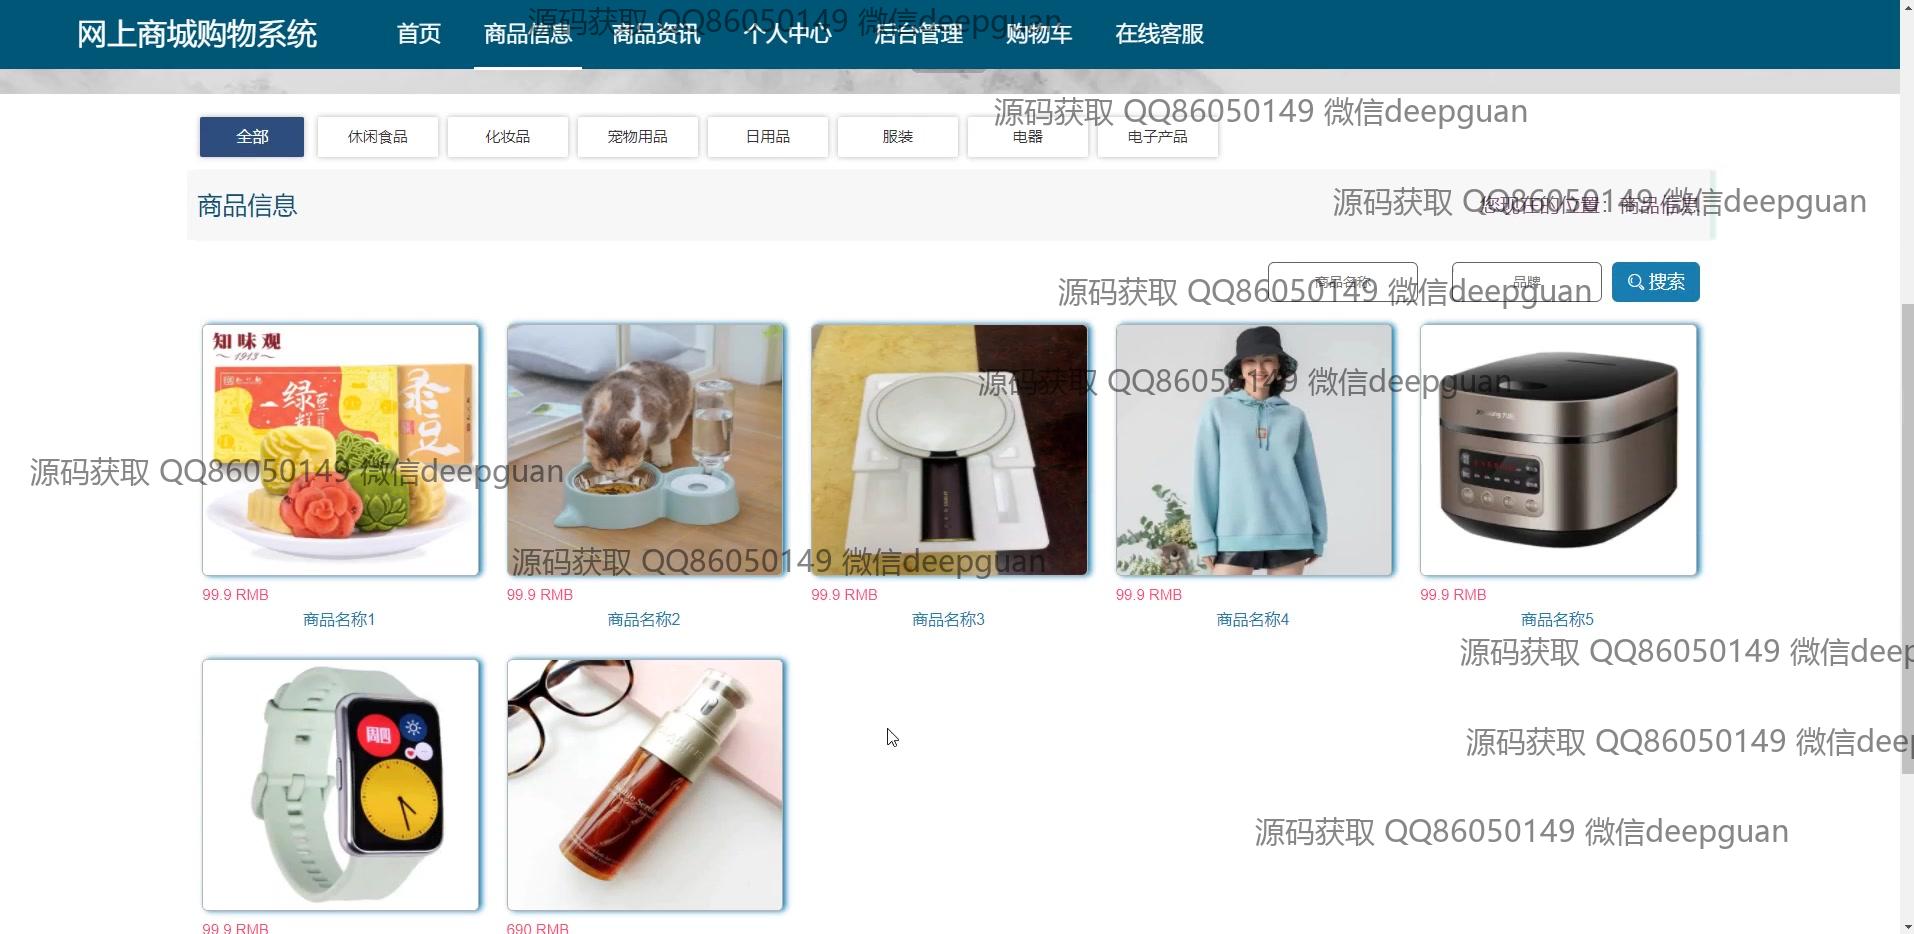 网上商城购物系统
首页
商品信息
商品资讯
个人中心
后台管理
购物车
在线客服
源码获取 QQ86050149 微信deepguan
源码获取 QQ86050149 微信deepguan
全部
休闲食品
化妆品
宠物用品
日用品
服装
电器
电子产品
商品信息
您现在的位置：商品信息
源码获取 QQ86050149 微信deepguan
商品名称
品牌
搜索
源码获取 QQ86050149 微信deepguan
知味观
1913
绿豆糕
源码获取 QQ86050149 微信deepguan
源码获取 QQ86050149 微信deepguan
源码获取 QQ86050149 微信deepguan
99.9 RMB
99.9 RMB
99.9 RMB
99.9 RMB
99.9 RMB
商品名称1
商品名称2
商品名称3
商品名称4
商品名称5
源码获取 QQ86050149 微信deep
周四
源码获取 QQ86050149 微信deep
源码获取 QQ86050149 微信deepguan
99.9 RMB
690 RMB